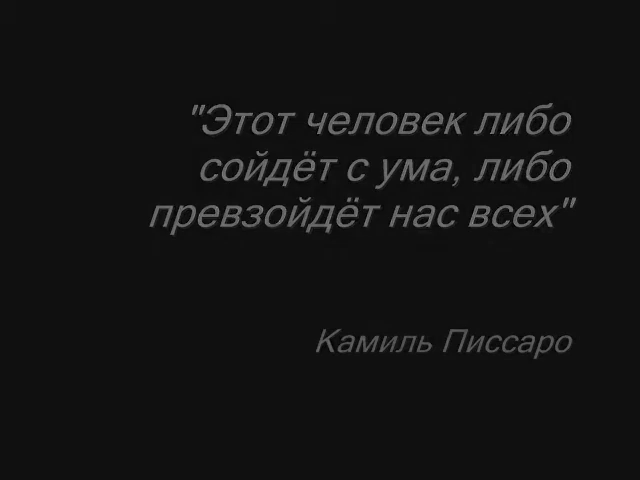 "Этот человек либо
сойдёт с ума, либо
превзойдёт нас всех"
Камиль Писсаро